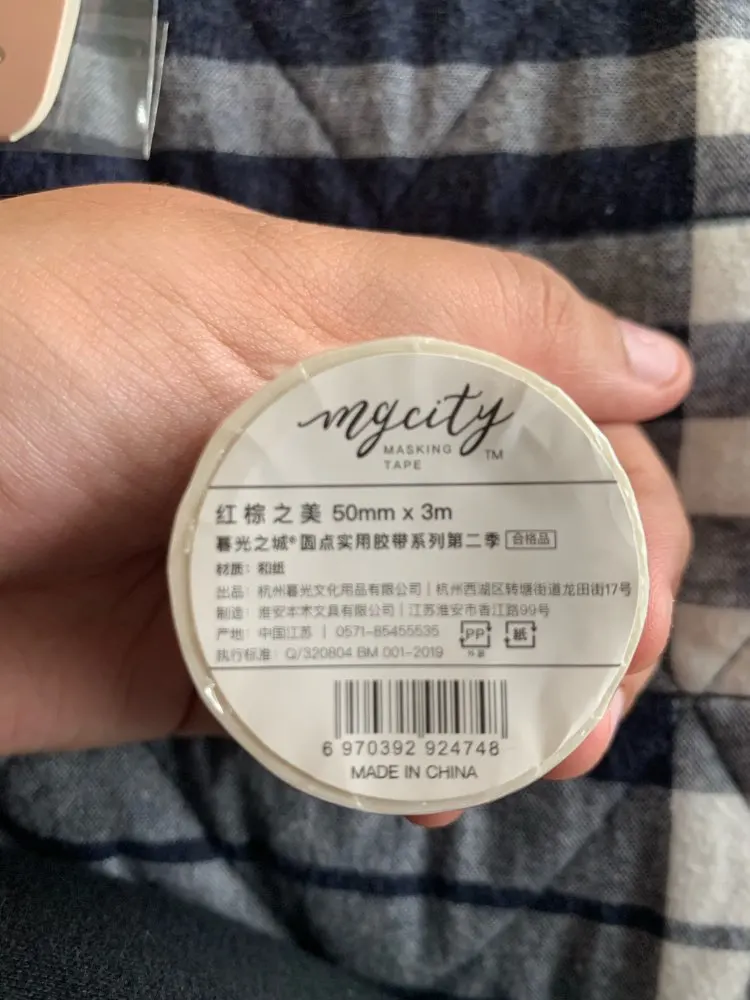 mgcity
MASKING
TAPE
TM
红棕之美 50mm x 3m
暮光之城®圆点实用胶带系列第二季 合格品
材质: 和纸
出品: 杭州暮光文化用品有限公司 | 杭州西湖区转塘街道龙田街17号
制造: 淮安本术文具有限公司 | 江苏淮安市香江路99号
产地: 中国江苏 | 0571-85455535 PP 紙
外装
执行标准: Q/320804 BM 001-2019
6 970392 924748
MADE IN CHINA